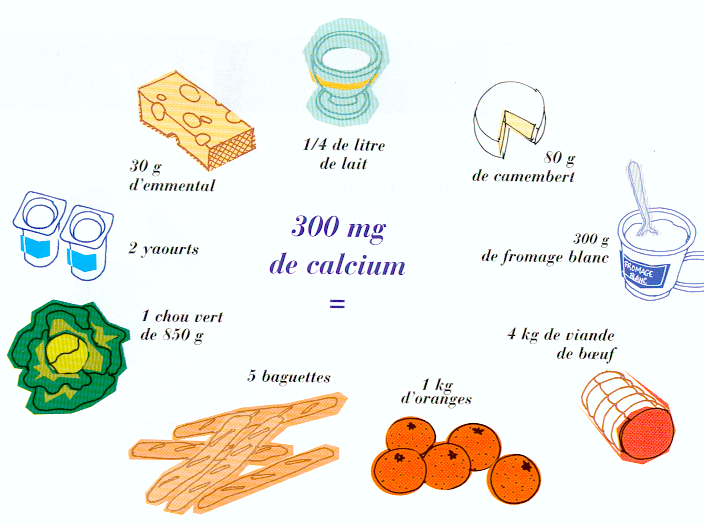 1/4 de litre
de lait
30 g
d'emmental
80 g
de camembert
2 yaourts
300 mg
de calcium
=
300 g
de fromage blanc
FROMAGE
BLANC
1 chou vert
de 850 g
4 kg de viande
de bœuf
5 baguettes
1 kg
d'oranges